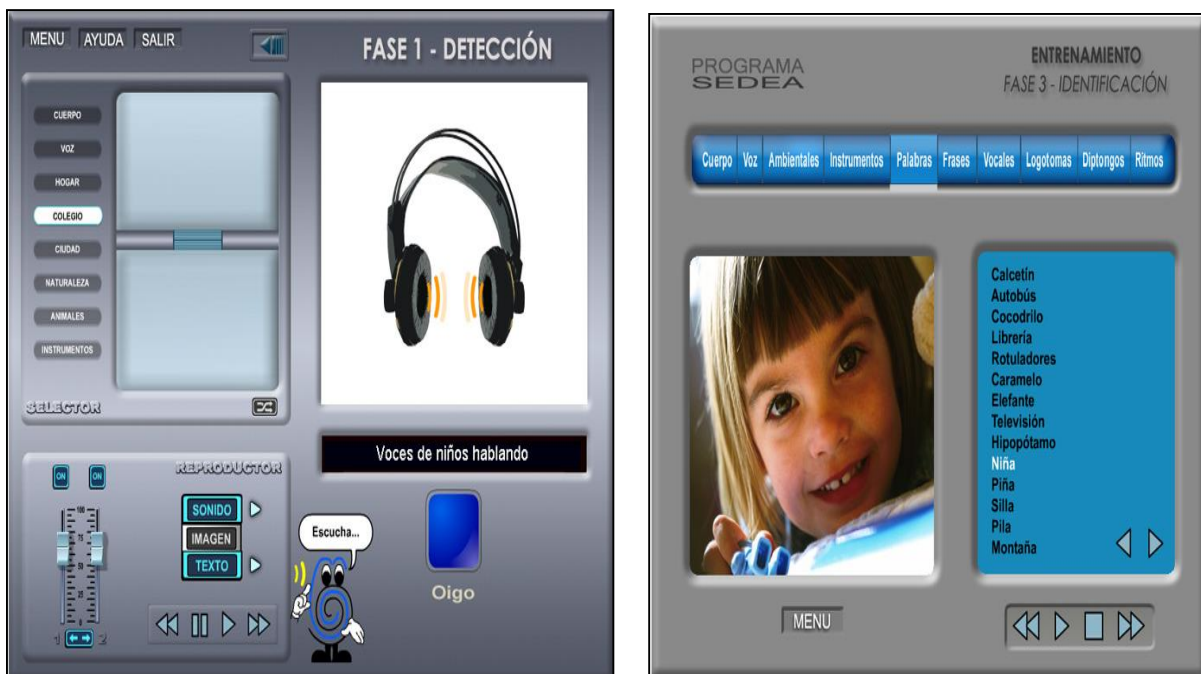 MENU AYUDA SALIR
FASE 1 - DETECCIÓN
CUERPO
VOZ
HOGAR
COLEGIO
CIUDAD
NATURALEZA
ANIMALES
INSTRUMENTOS
SELECTOR
Voces de niños hablando
REPRODUCTOR
ON ON
100
SONIDO
IMAGEN
TEXTO
1 2
Escucha...
Oigo
PROGRAMA
SEDEA
ENTRENAMIENTO
FASE 3 - IDENTIFICACIÓN
Cuerpo Voz Ambientales Instrumentos Palabras Frases Vocales Logotomas Diptongos Ritmos
Calcetín
Autobús
Cocodrilo
Librería
Rotuladores
Caramelo
Elefante
Televisión
Hipopótamo
Niña
Piña
Silla
Pila
Montaña
MENU